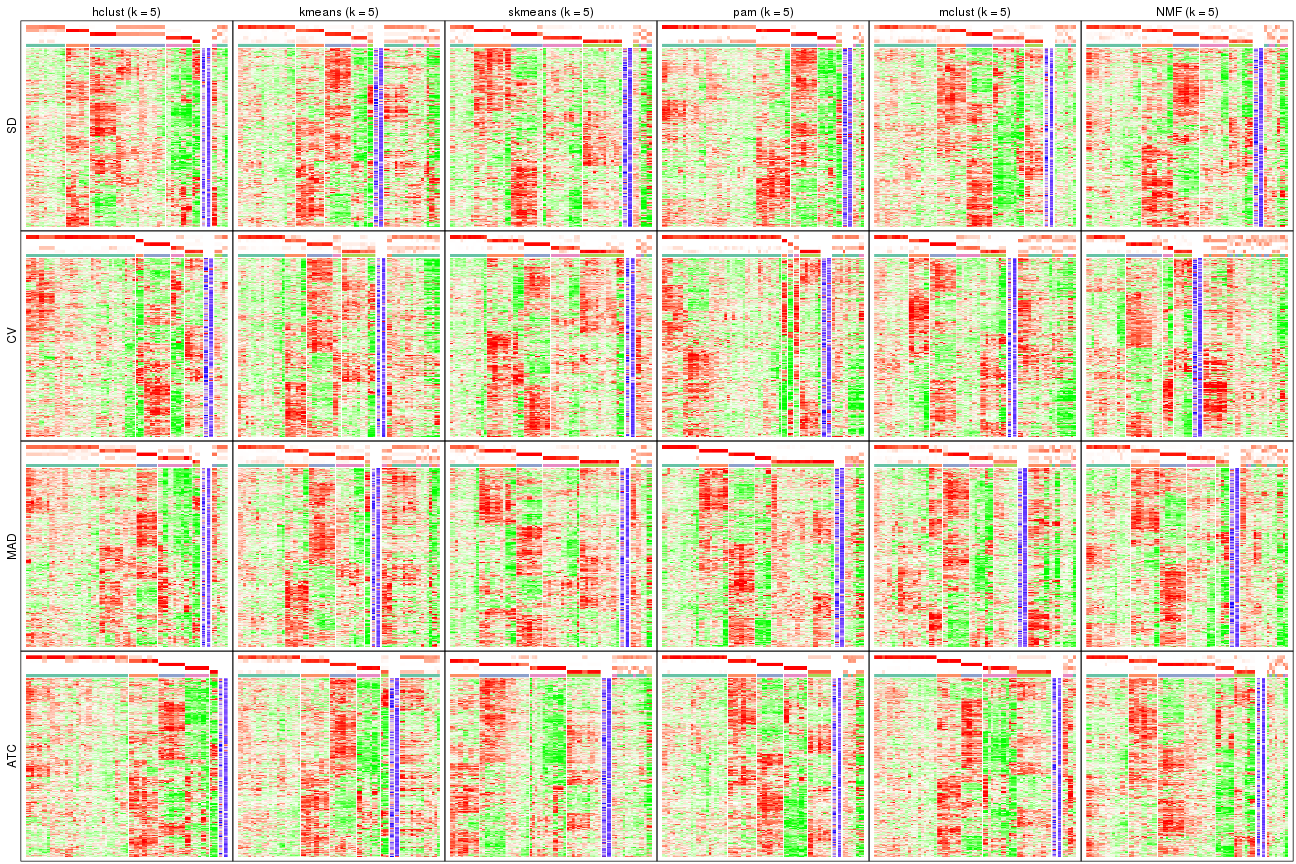 hclust (k = 5) kmeans (k = 5) skmeans (k = 5) pam (k = 5) mclust (k = 5) NMF (k = 5)
SD
CV
MAD
ATC